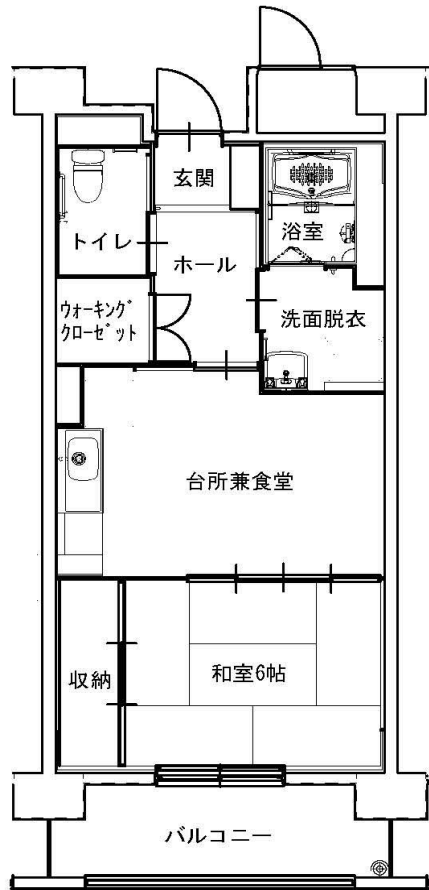 玄関
浴室
トイレ
ホール
ウォーキング
クローゼット
洗面脱衣
台所兼食堂
収納
和室6帖
バルコニー